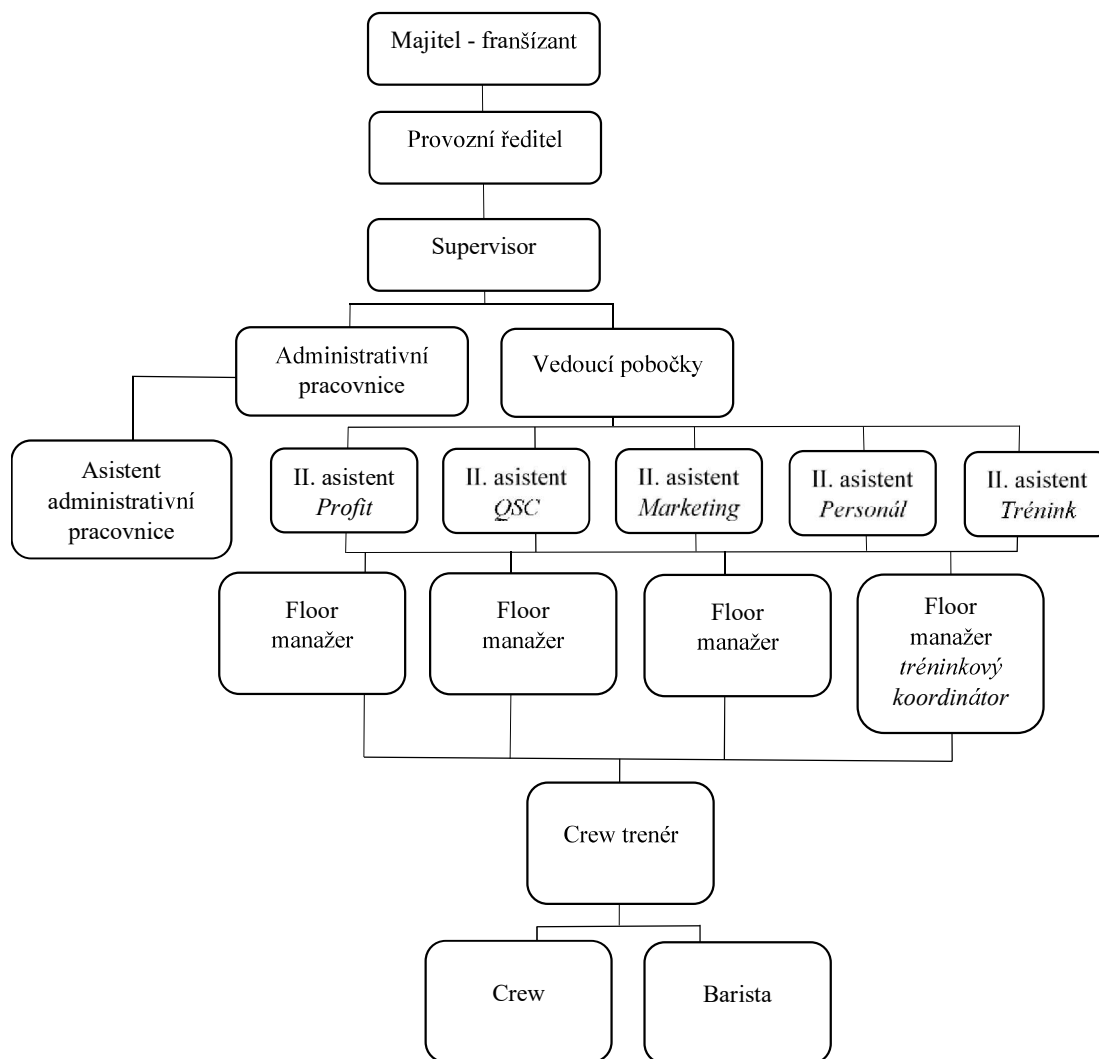 Majitel - franšízant
Provozní ředitel
Supervisor
Administrativní
pracovnice
Vedoucí pobočky
Asistent
administrativní
pracovnice
II. asistent
Profit
II. asistent
QSC
II. asistent
Marketing
II. asistent
Personál
II. asistent
Trénink
Floor
manažer
Floor
manažer
Floor
manažer
Floor
manažer
tréninkový
koordinátor
Crew trenér
Crew
Barista